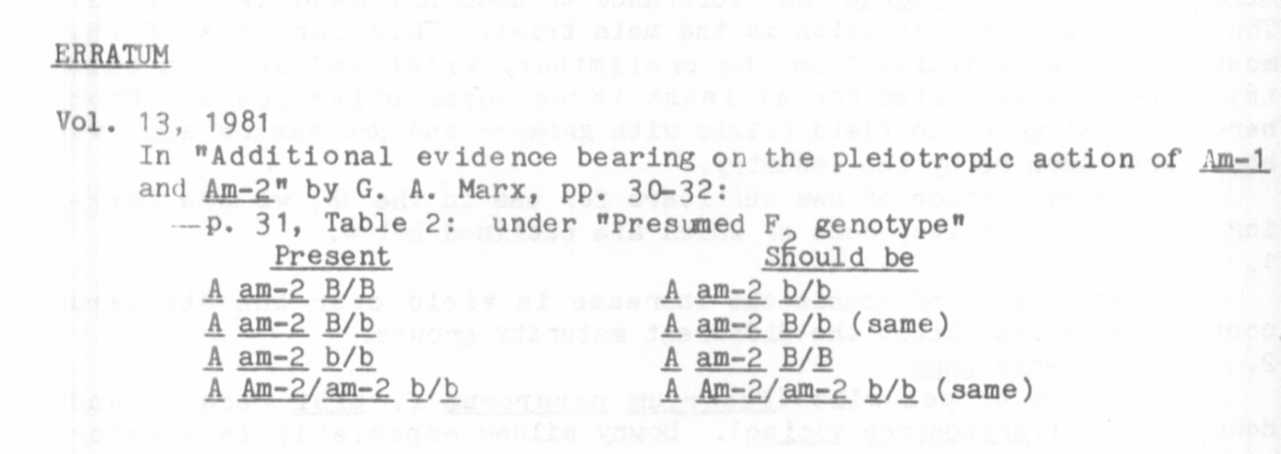 ERRATUM
Vol. 13, 1981
In "Additional evidence bearing on the pleiotropic action of Am-1
and Am-2" by G. A. Marx, pp. 30-32:
—p. 31, Table 2: under "Presumed F2 genotype"
Present Should be
A am-2 B/B A am-2 b/b
A am-2 B/b A am-2 B/b (same)
A am-2 b/b A am-2 B/B
A Am-2/am-2 b/b A Am-2/am-2 b/b (same)